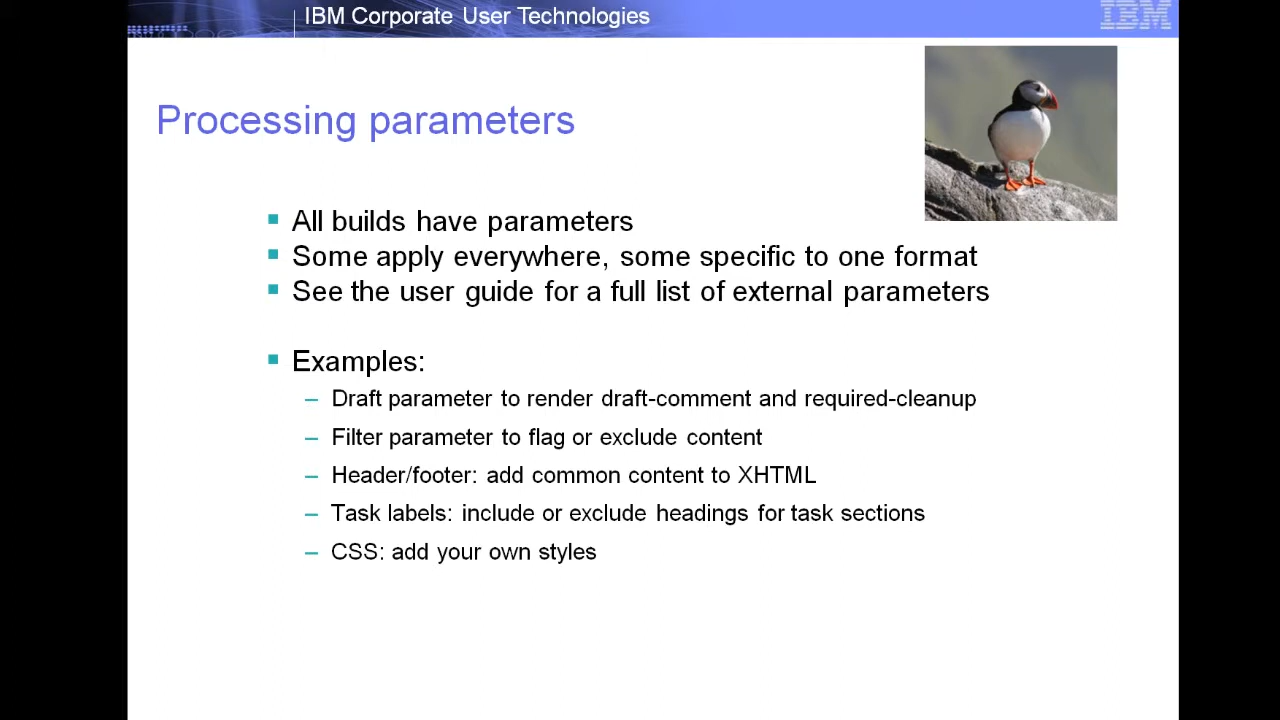 IBM Corporate User Technologies
IBM
Processing parameters
All builds have parameters
Some apply everywhere, some specific to one format
See the user guide for a full list of external parameters
Examples:
– Draft parameter to render draft-comment and required-cleanup
– Filter parameter to flag or exclude content
– Header/footer: add common content to XHTML
– Task labels: include or exclude headings for task sections
– CSS: add your own styles